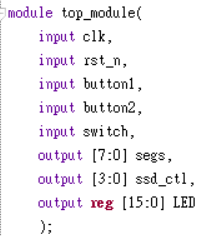 module top_module(
input clk,
input rst_n,
input button1,
input button2,
input switch,
output [7:0] segs,
output [3:0] ssd_ctl,
output reg [15:0] LED
);